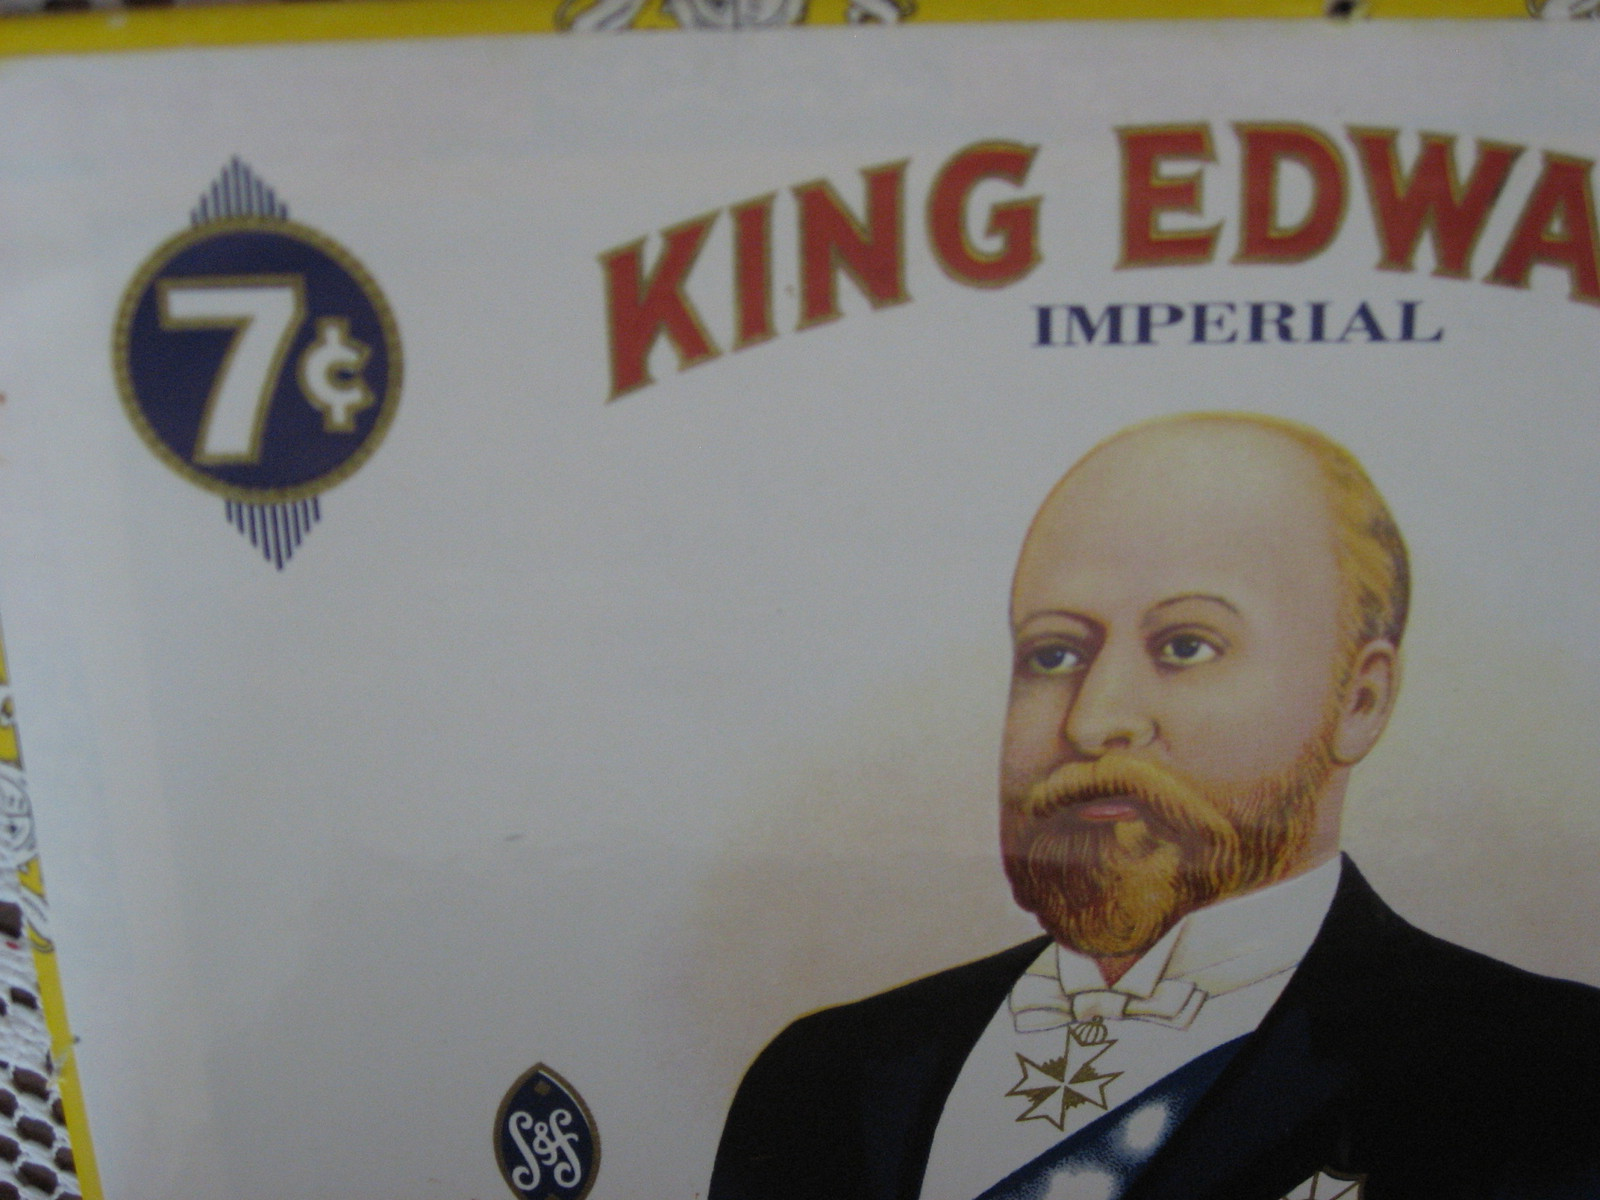 7¢
KING EDWA
IMPERIAL
S&S